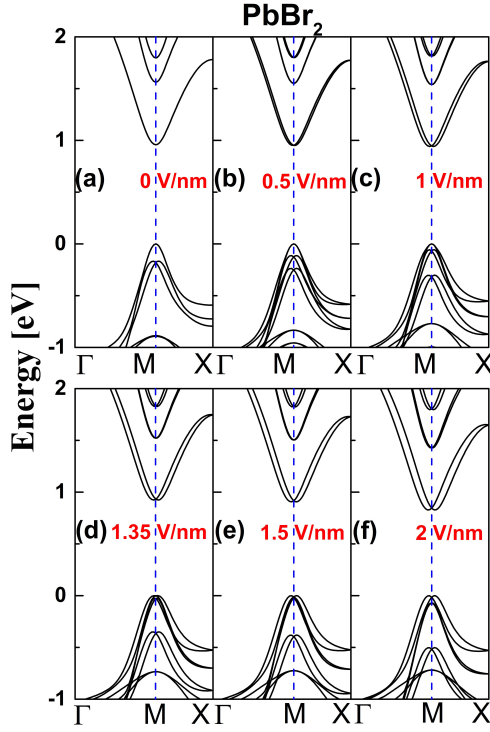 PbBr2
Energy [eV]
2
1
0
-1
(a) 0 V/nm
(b) 0.5 V/nm
(c) 1 V/nm
Γ M X Γ M X Γ M X
2
1
0
-1
(d) 1.35 V/nm
(e) 1.5 V/nm
(f) 2 V/nm
Γ M X Γ M X Γ M X